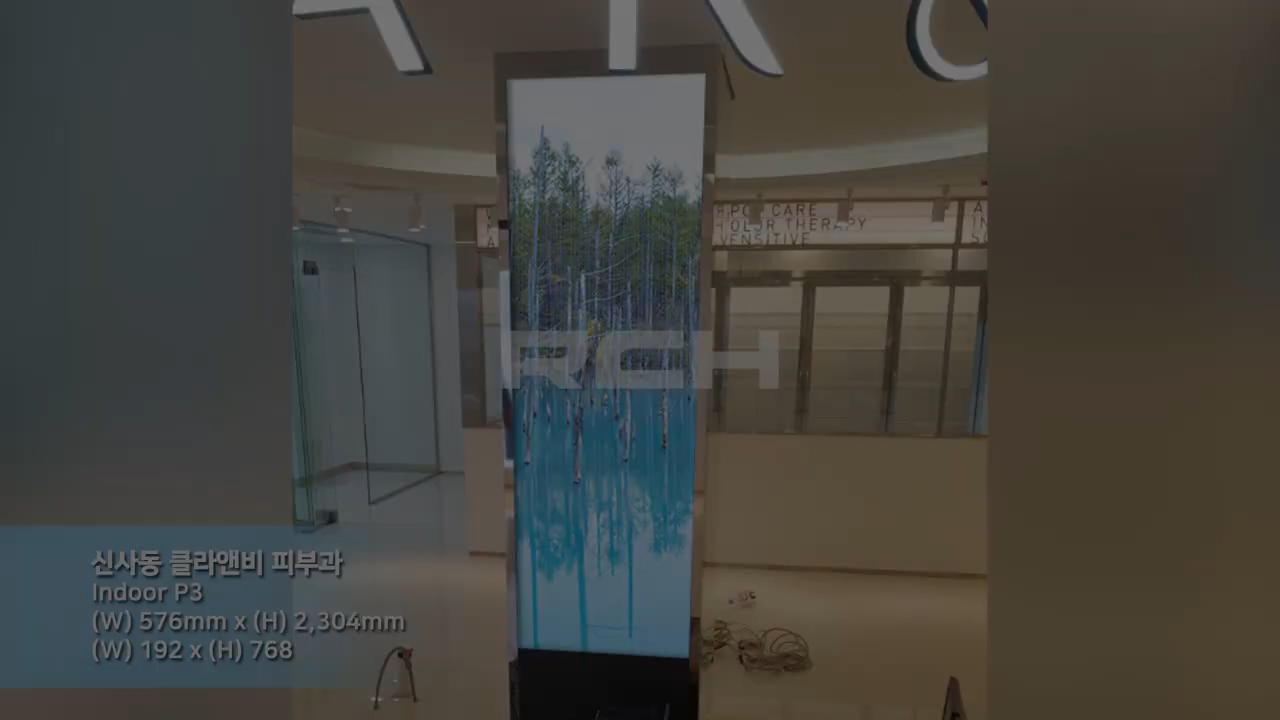 RCH
CARE
THERAPY
신사동 클라앤비 피부과
Indoor P3
(W) 576mm x (H) 2,304mm
(W) 192 x (H) 768